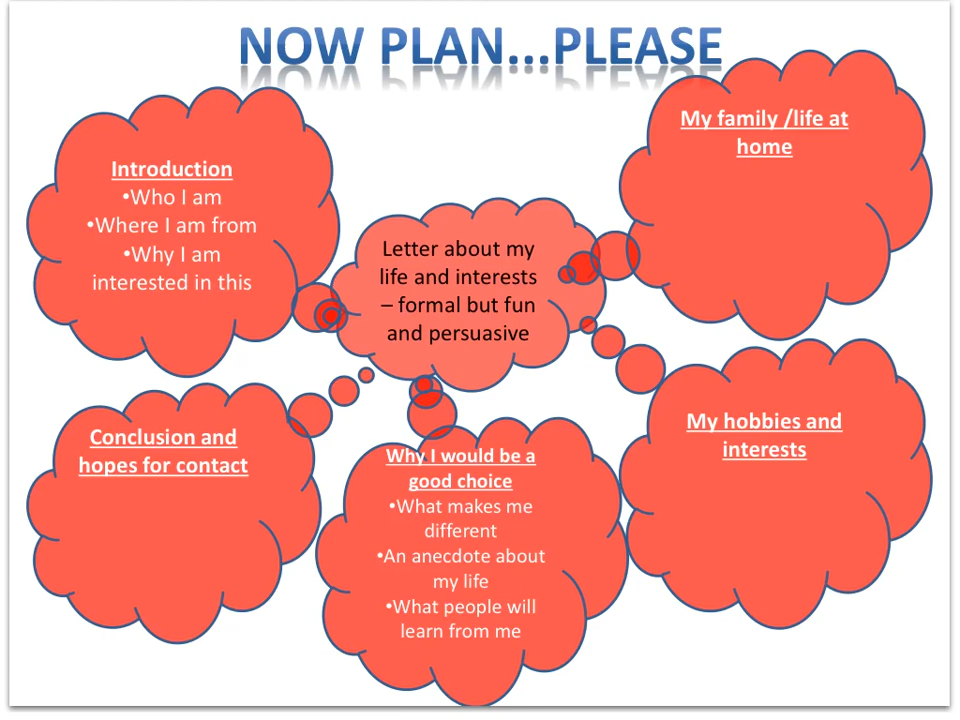 NOW PLAN...PLEASE
Introduction
•Who I am
•Where I am from
•Why I am
interested in this
My family /life at
home
Letter about my
life and interests
– formal but fun
and persuasive
Conclusion and
hopes for contact
Why I would be a
good choice
•What makes me
different
•An anecdote about
my life
•What people will
learn from me
My hobbies and
interests